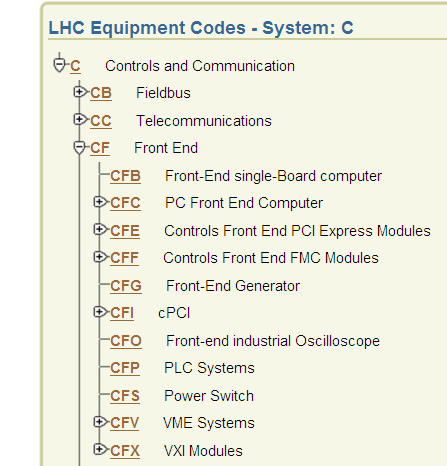 LHC Equipment Codes - System: C
C Controls and Communication
CB Fieldbus
CC Telecommunications
CF Front End
CFB Front-End single-Board computer
CFC PC Front End Computer
CFE Controls Front End PCI Express Modules
CFF Controls Front End FMC Modules
CFG Front-End Generator
CFI cPCI
CFO Front-end industrial Oscilloscope
CFP PLC Systems
CFS Power Switch
CFV VME Systems
CFX VXI Modules